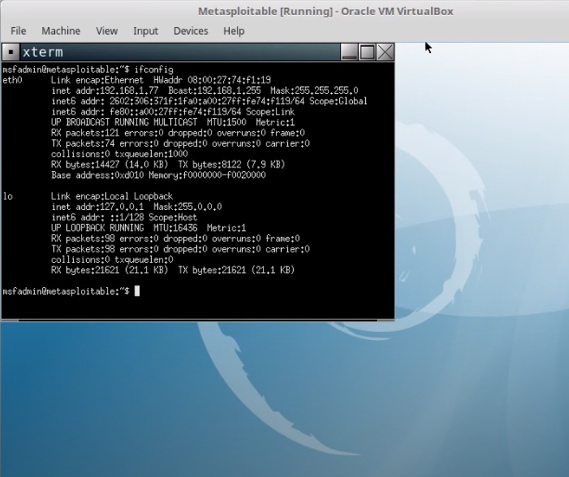 Metasploitable [Running] - Oracle VM VirtualBox
File Machine View Input Devices Help
xterm
msfadmin@metasploitable:~$ ifconfig
eth0 Link encap:Ethernet HWaddr 08:00:27:74:f1:19
inet addr:192.168.1.77 Bcast:192.168.1.255 Mask:255.255.255.0
inet6 addr: 2602:306:371f:1fa0:a00:27ff:fe74:f119/64 Scope:Global
inet6 addr: fe80::a00:27ff:fe74:f119/64 Scope:Link
UP BROADCAST RUNNING MULTICAST MTU:1500 Metric:1
RX packets:121 errors:0 dropped:0 overruns:0 frame:0
TX packets:74 errors:0 dropped:0 overruns:0 carrier:0
collisions:0 txqueuelen:1000
RX bytes:14427 (14.0 KB) TX bytes:8122 (7.9 KB)
Base address:0xd010 Memory:f0000000-f0020000
lo Link encap:Local Loopback
inet addr:127.0.0.1 Mask:255.0.0.0
inet6 addr: ::1/128 Scope:Host
UP LOOPBACK RUNNING MTU:16436 Metric:1
RX packets:98 errors:0 dropped:0 overruns:0 frame:0
TX packets:98 errors:0 dropped:0 overruns:0 carrier:0
collisions:0 txqueuelen:0
RX bytes:21621 (21.1 KB) TX bytes:21621 (21.1 KB)
msfadmin@metasploitable:~$